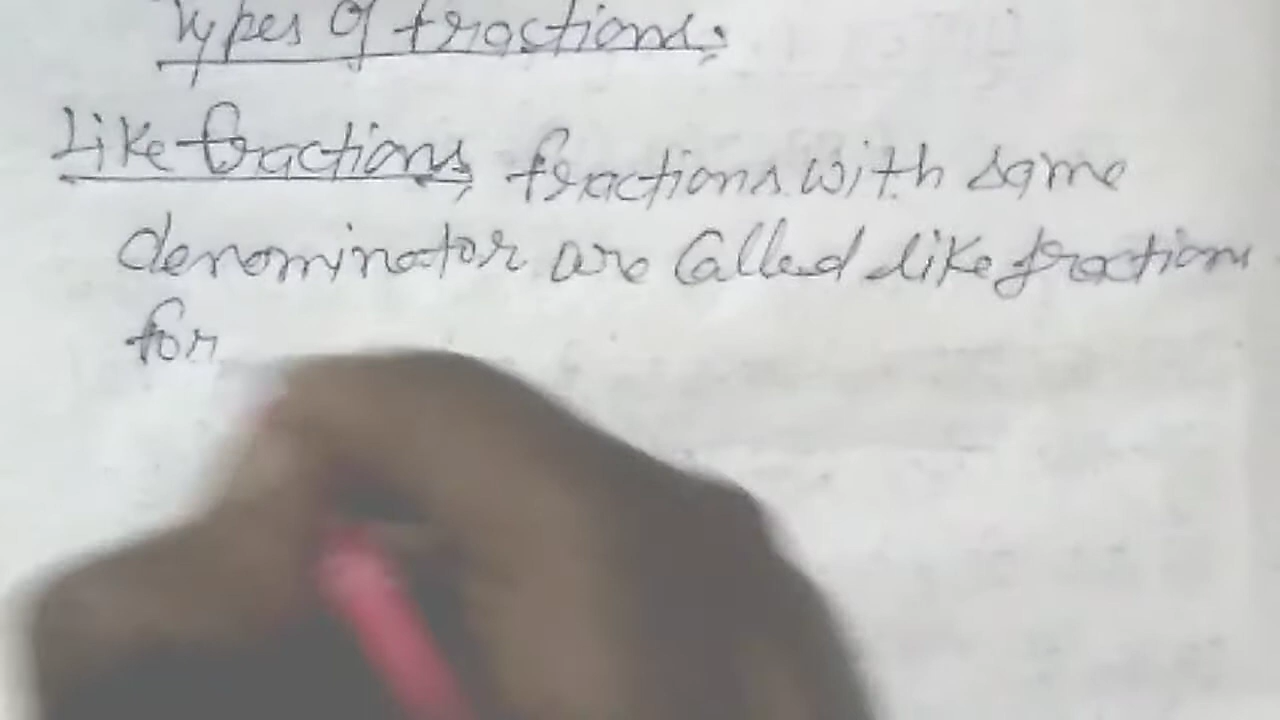 Types of fractions:
Like fractions, fractions with same
denominator are called like fractions
for